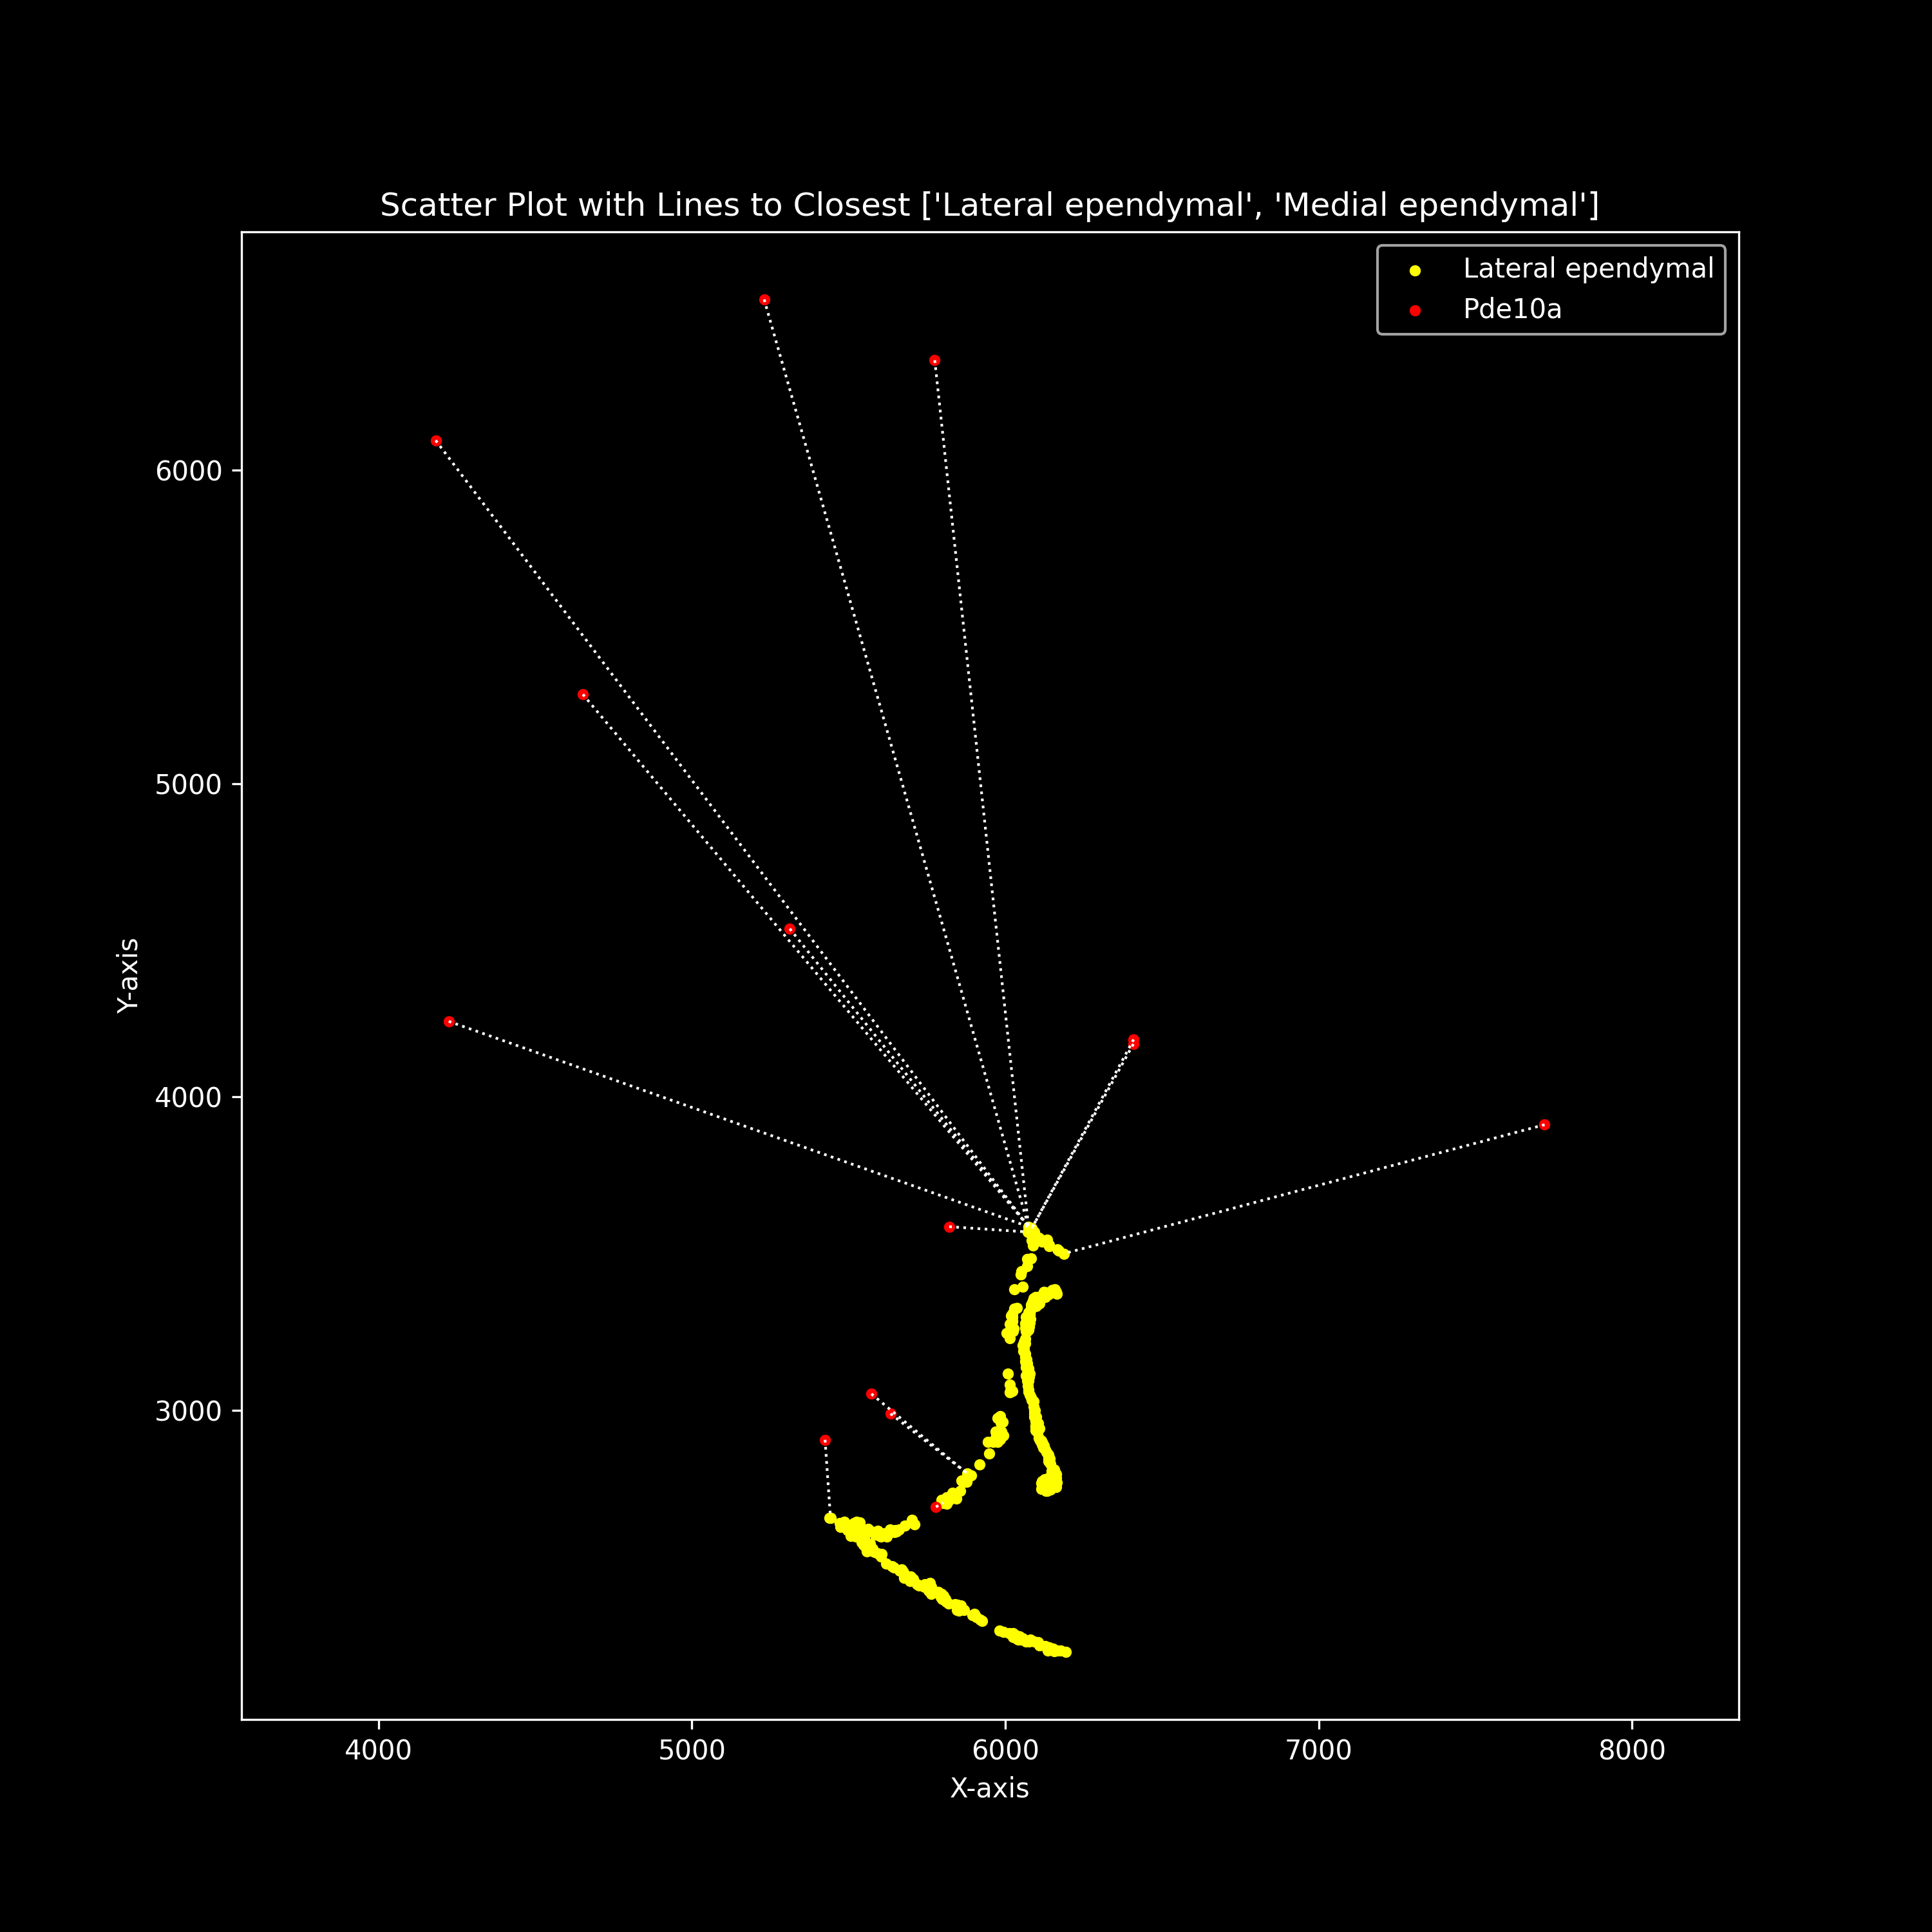 Scatter Plot with Lines to Closest ['Lateral ependymal', 'Medial ependymal']
Lateral ependymal
Pde10a
6000
5000
4000
3000
Y-axis
4000 5000 6000 7000 8000
X-axis